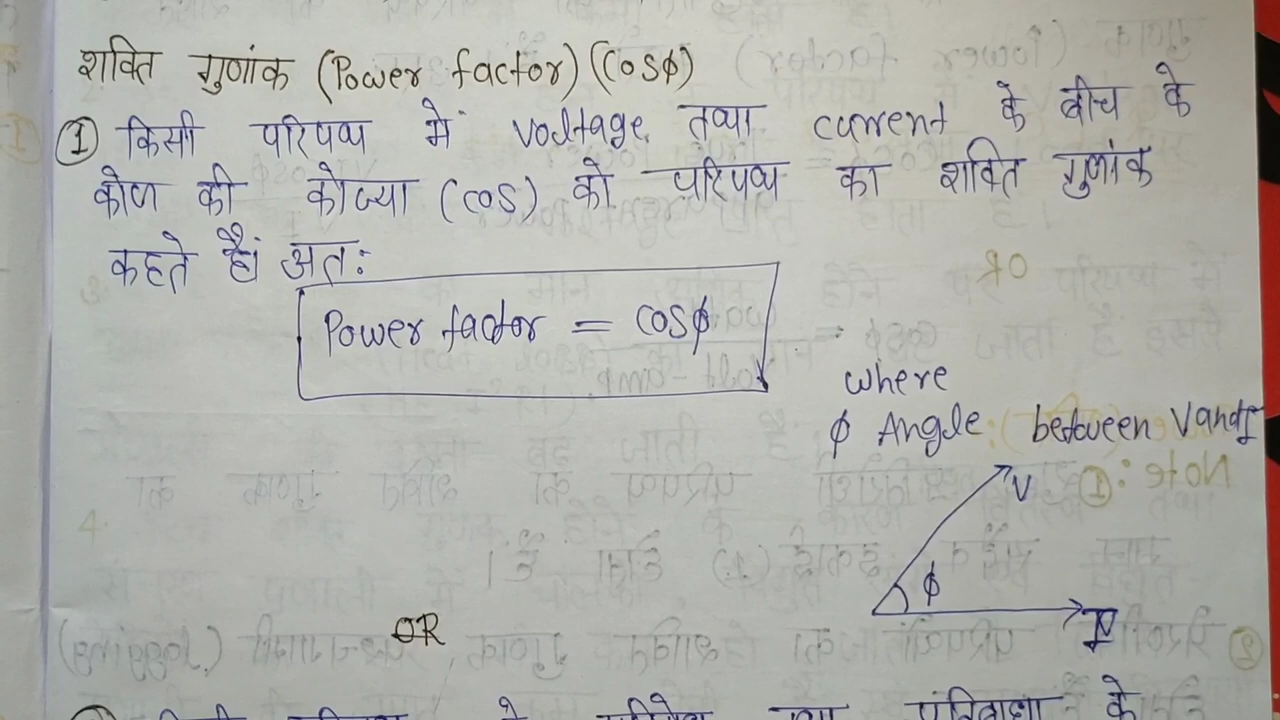 शक्ति गुणांक (Power factor) (cosϕ)
① किसी परिपथ में voltage तथा current के बीच के
कोण की कोज्या (cos) को परिपथ का शक्ति गुणांक
कहते हैं। अतः
Power factor = cosϕ
where
ϕ Angle between V and I
V
ϕ
I
OR